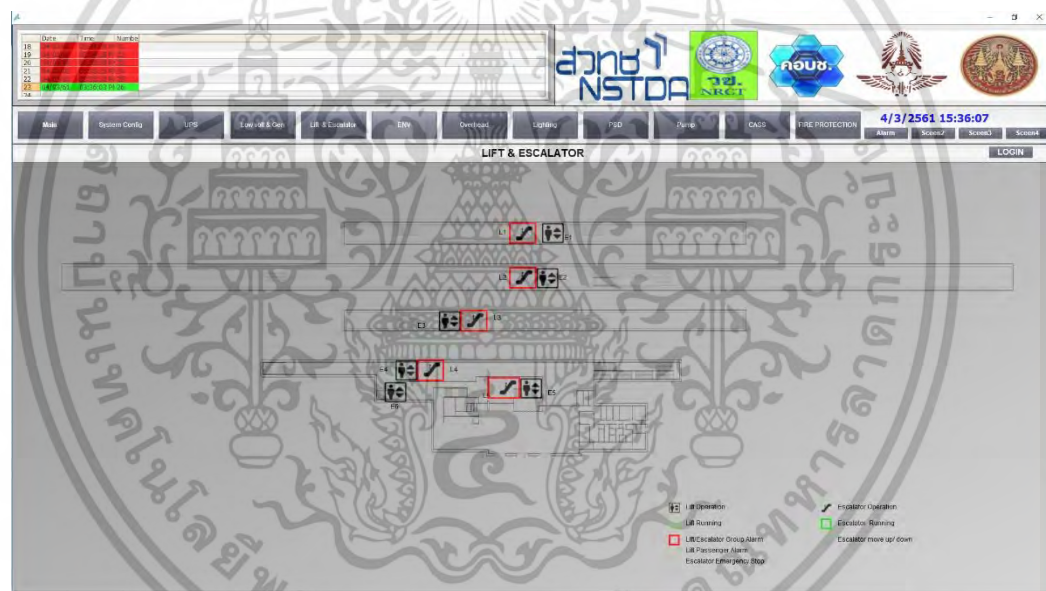 Date Time Number
18
19
20
21
22
23
24
สวทช
NSTDA
วช.
NRCT
คอบช.
Main System Config UPS Low volt & Gen Lift & Escalator ENV Overhead Lighting PSD Pump CASS FIRE PROTECTION
4/3/2561 15:36:07
Alarm Sceen2 Sceen3 Sceen4
LIFT & ESCALATOR
LOGIN
L1 E1
L2 E2
E3 L3
E4 L4
E6
E5
Lift Operation Escalator Operation
Lift Running Escalator Running
Lift/Escalator Group Alarm Escalator move up/ down
Lift Passenger Alarm
Escalator Emergency Stop